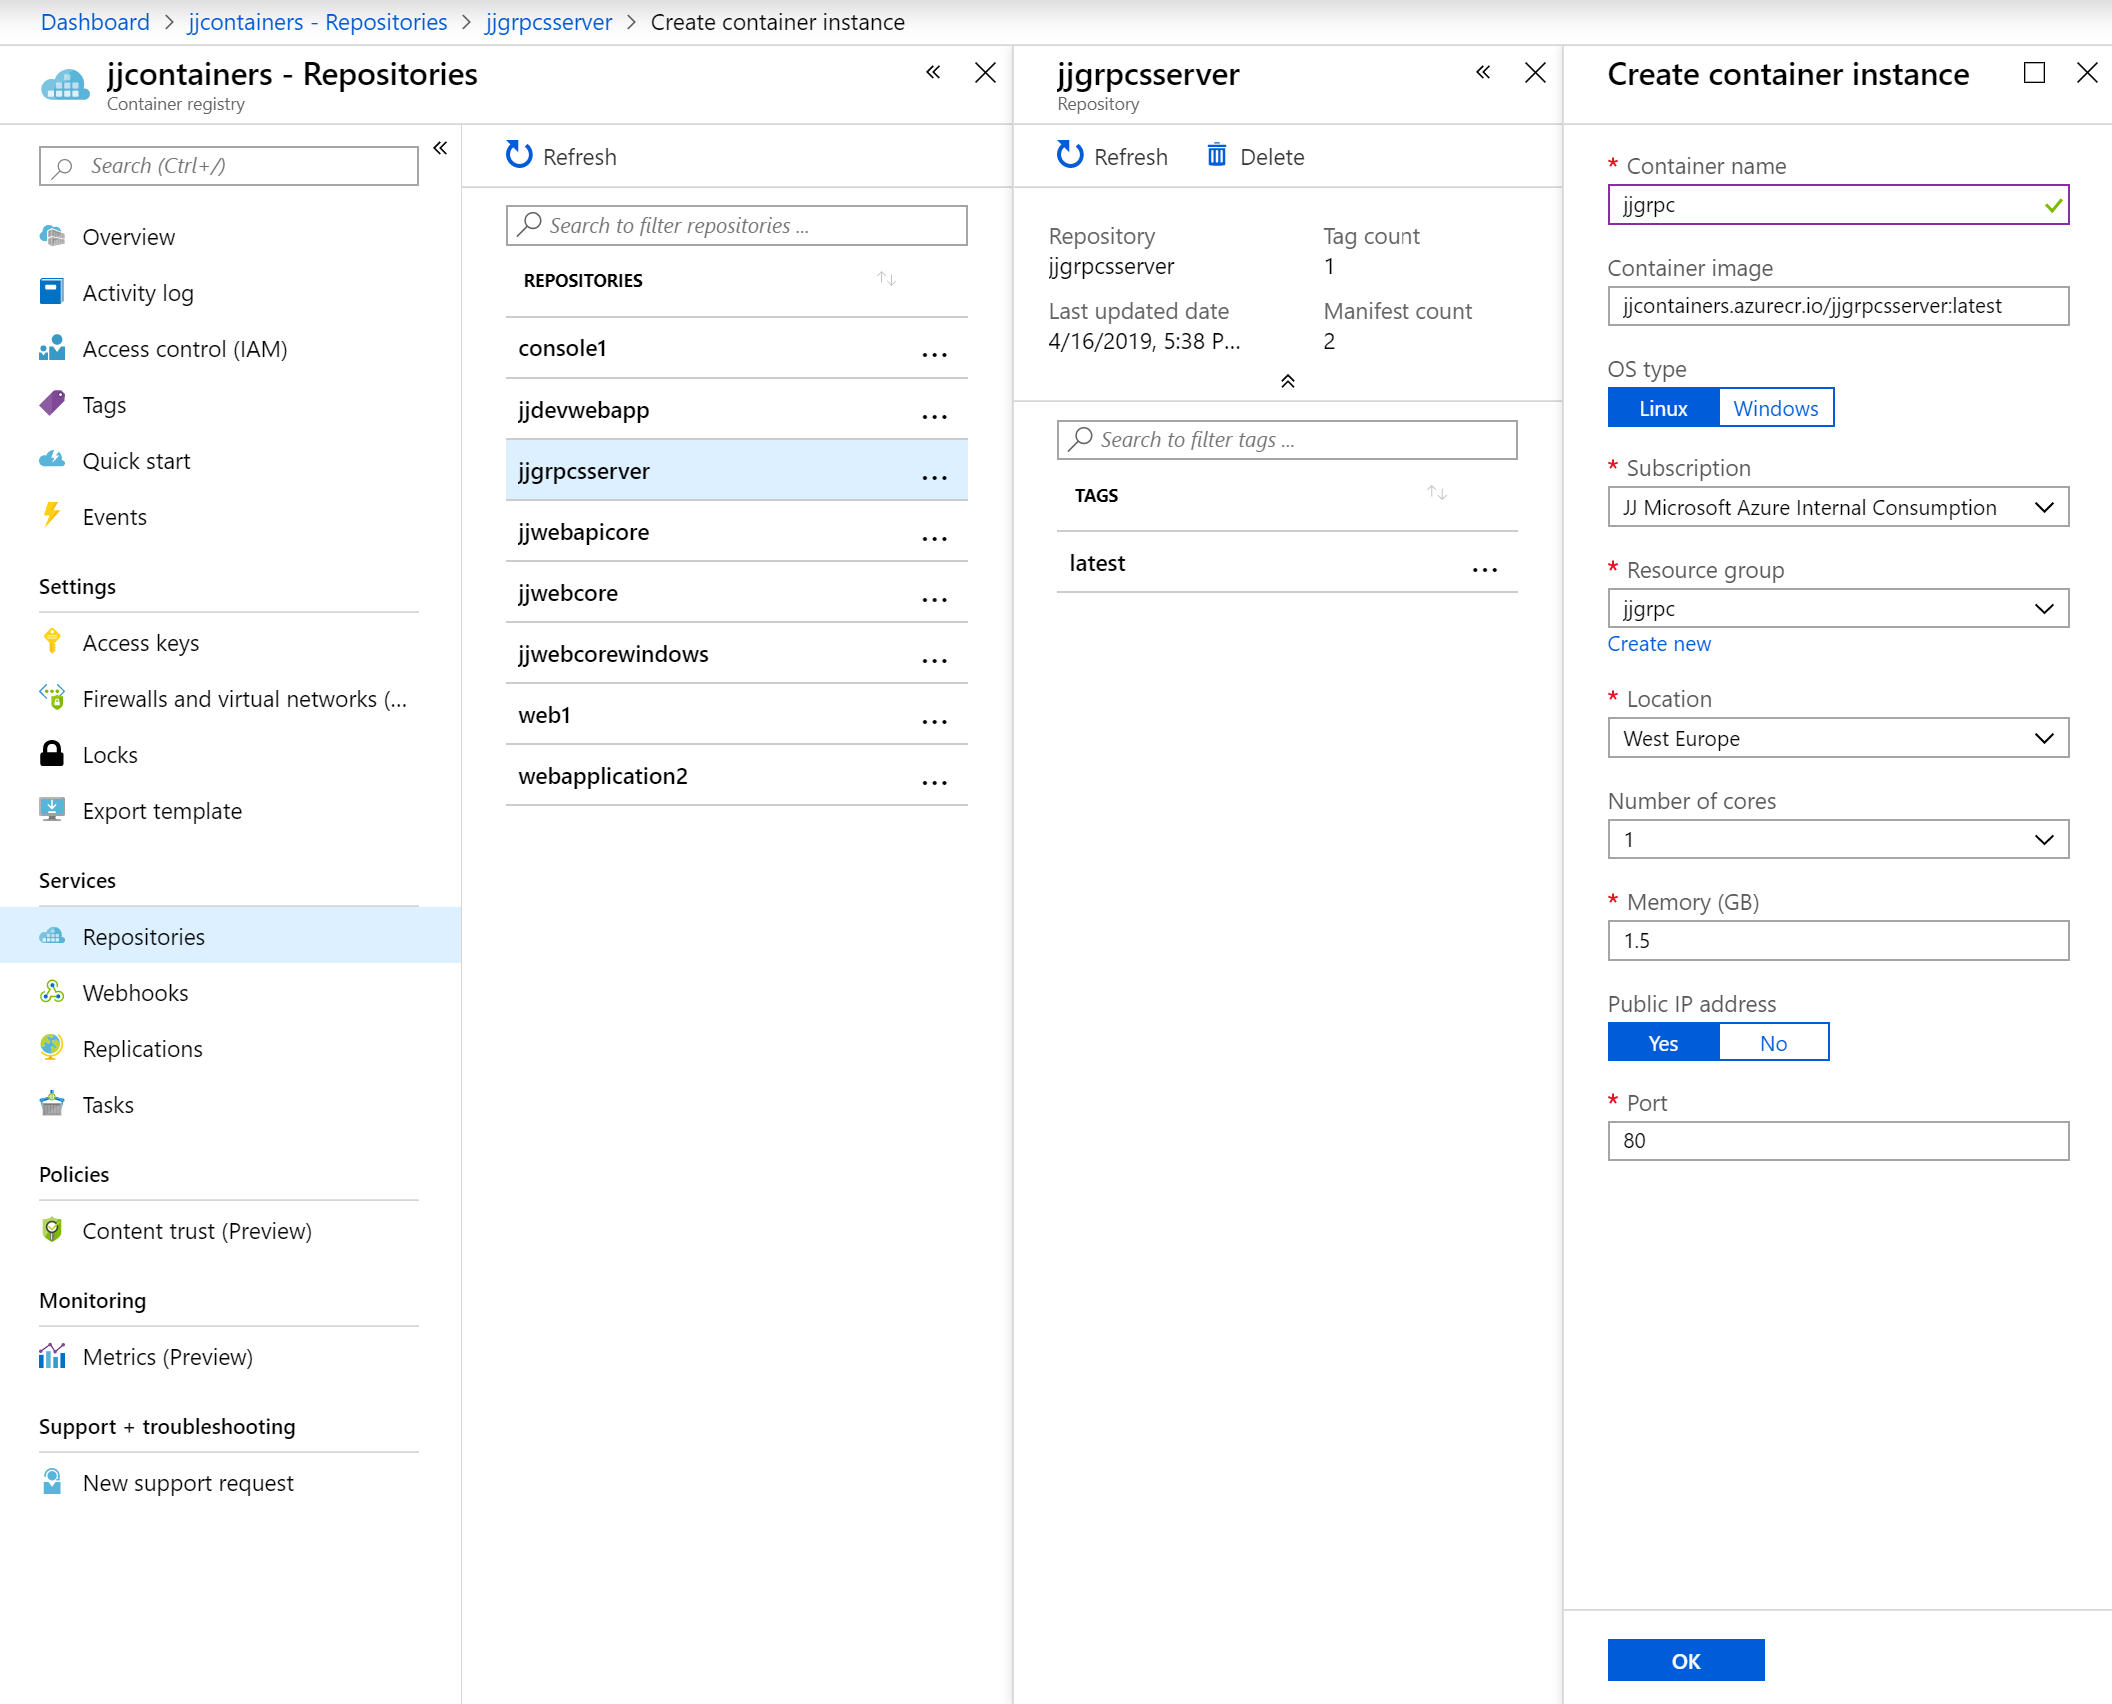 Dashboard > jjcontainers - Repositories > jjgrpcsserver > Create container instance
jjcontainers - Repositories
Container registry
Search (Ctrl+/)
Overview
Activity log
Access control (IAM)
Tags
Quick start
Events
Settings
Access keys
Firewalls and virtual networks (...
Locks
Export template
Services
Repositories
Webhooks
Replications
Tasks
Policies
Content trust (Preview)
Monitoring
Metrics (Preview)
Support + troubleshooting
New support request
Refresh
Search to filter repositories ...
REPOSITORIES
console1
jjdevwebapp
jjgrpcsserver
jjwebapicore
jjwebcore
jjwebcorewindows
web1
webapplication2
jjgrpcsserver
Repository
Refresh Delete
Repository Tag count
jjgrpcsserver 1
Last updated date Manifest count
4/16/2019, 5:38 P... 2
Search to filter tags ...
TAGS
latest
Create container instance
* Container name
jjgrpc
Container image
jjcontainers.azurecr.io/jjgrpcsserver:latest
OS type
Linux Windows
* Subscription
JJ Microsoft Azure Internal Consumption
* Resource group
jjgrpc
Create new
* Location
West Europe
Number of cores
1
* Memory (GB)
1.5
Public IP address
Yes No
* Port
80
OK